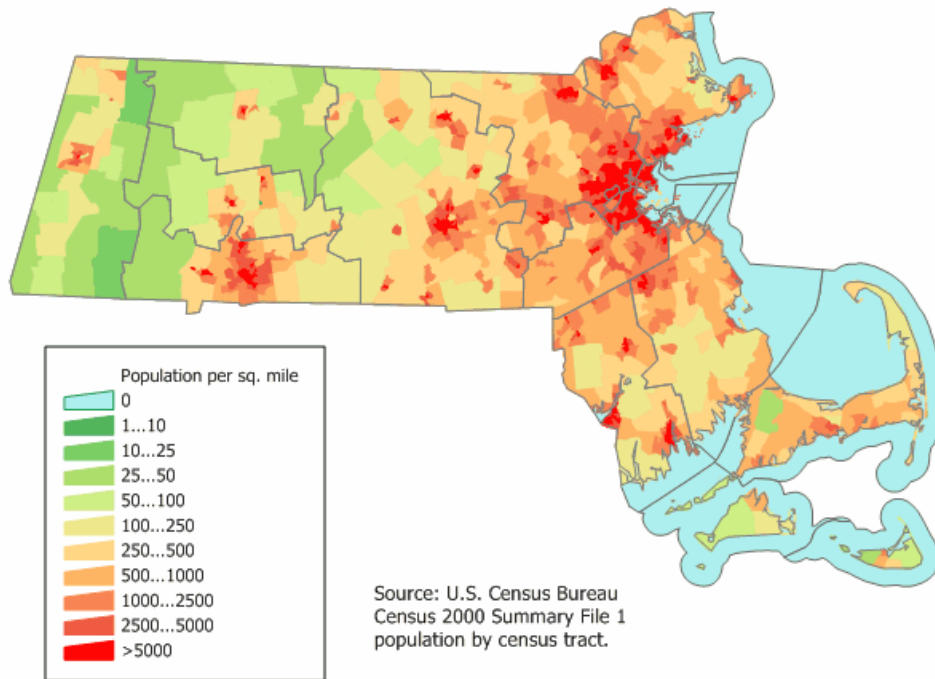 Population per sq. mile
0
1...10
10...25
25...50
50...100
100...250
250...500
500...1000
1000...2500
2500...5000
>5000
Source: U.S. Census Bureau
Census 2000 Summary File 1
population by census tract.